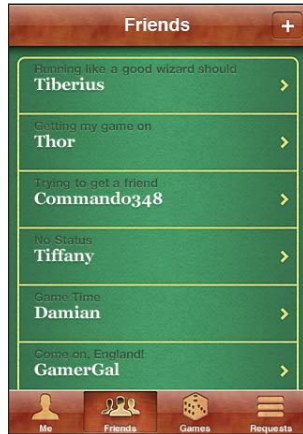 Friends
+
Running like a good wizard should
Tiberius
Getting my game on
Thor
Trying to get a friend
Commando348
No Status
Tiffany
Game Time
Damian
Come on, England!
GamerGal
Me
Friends
Games
Requests